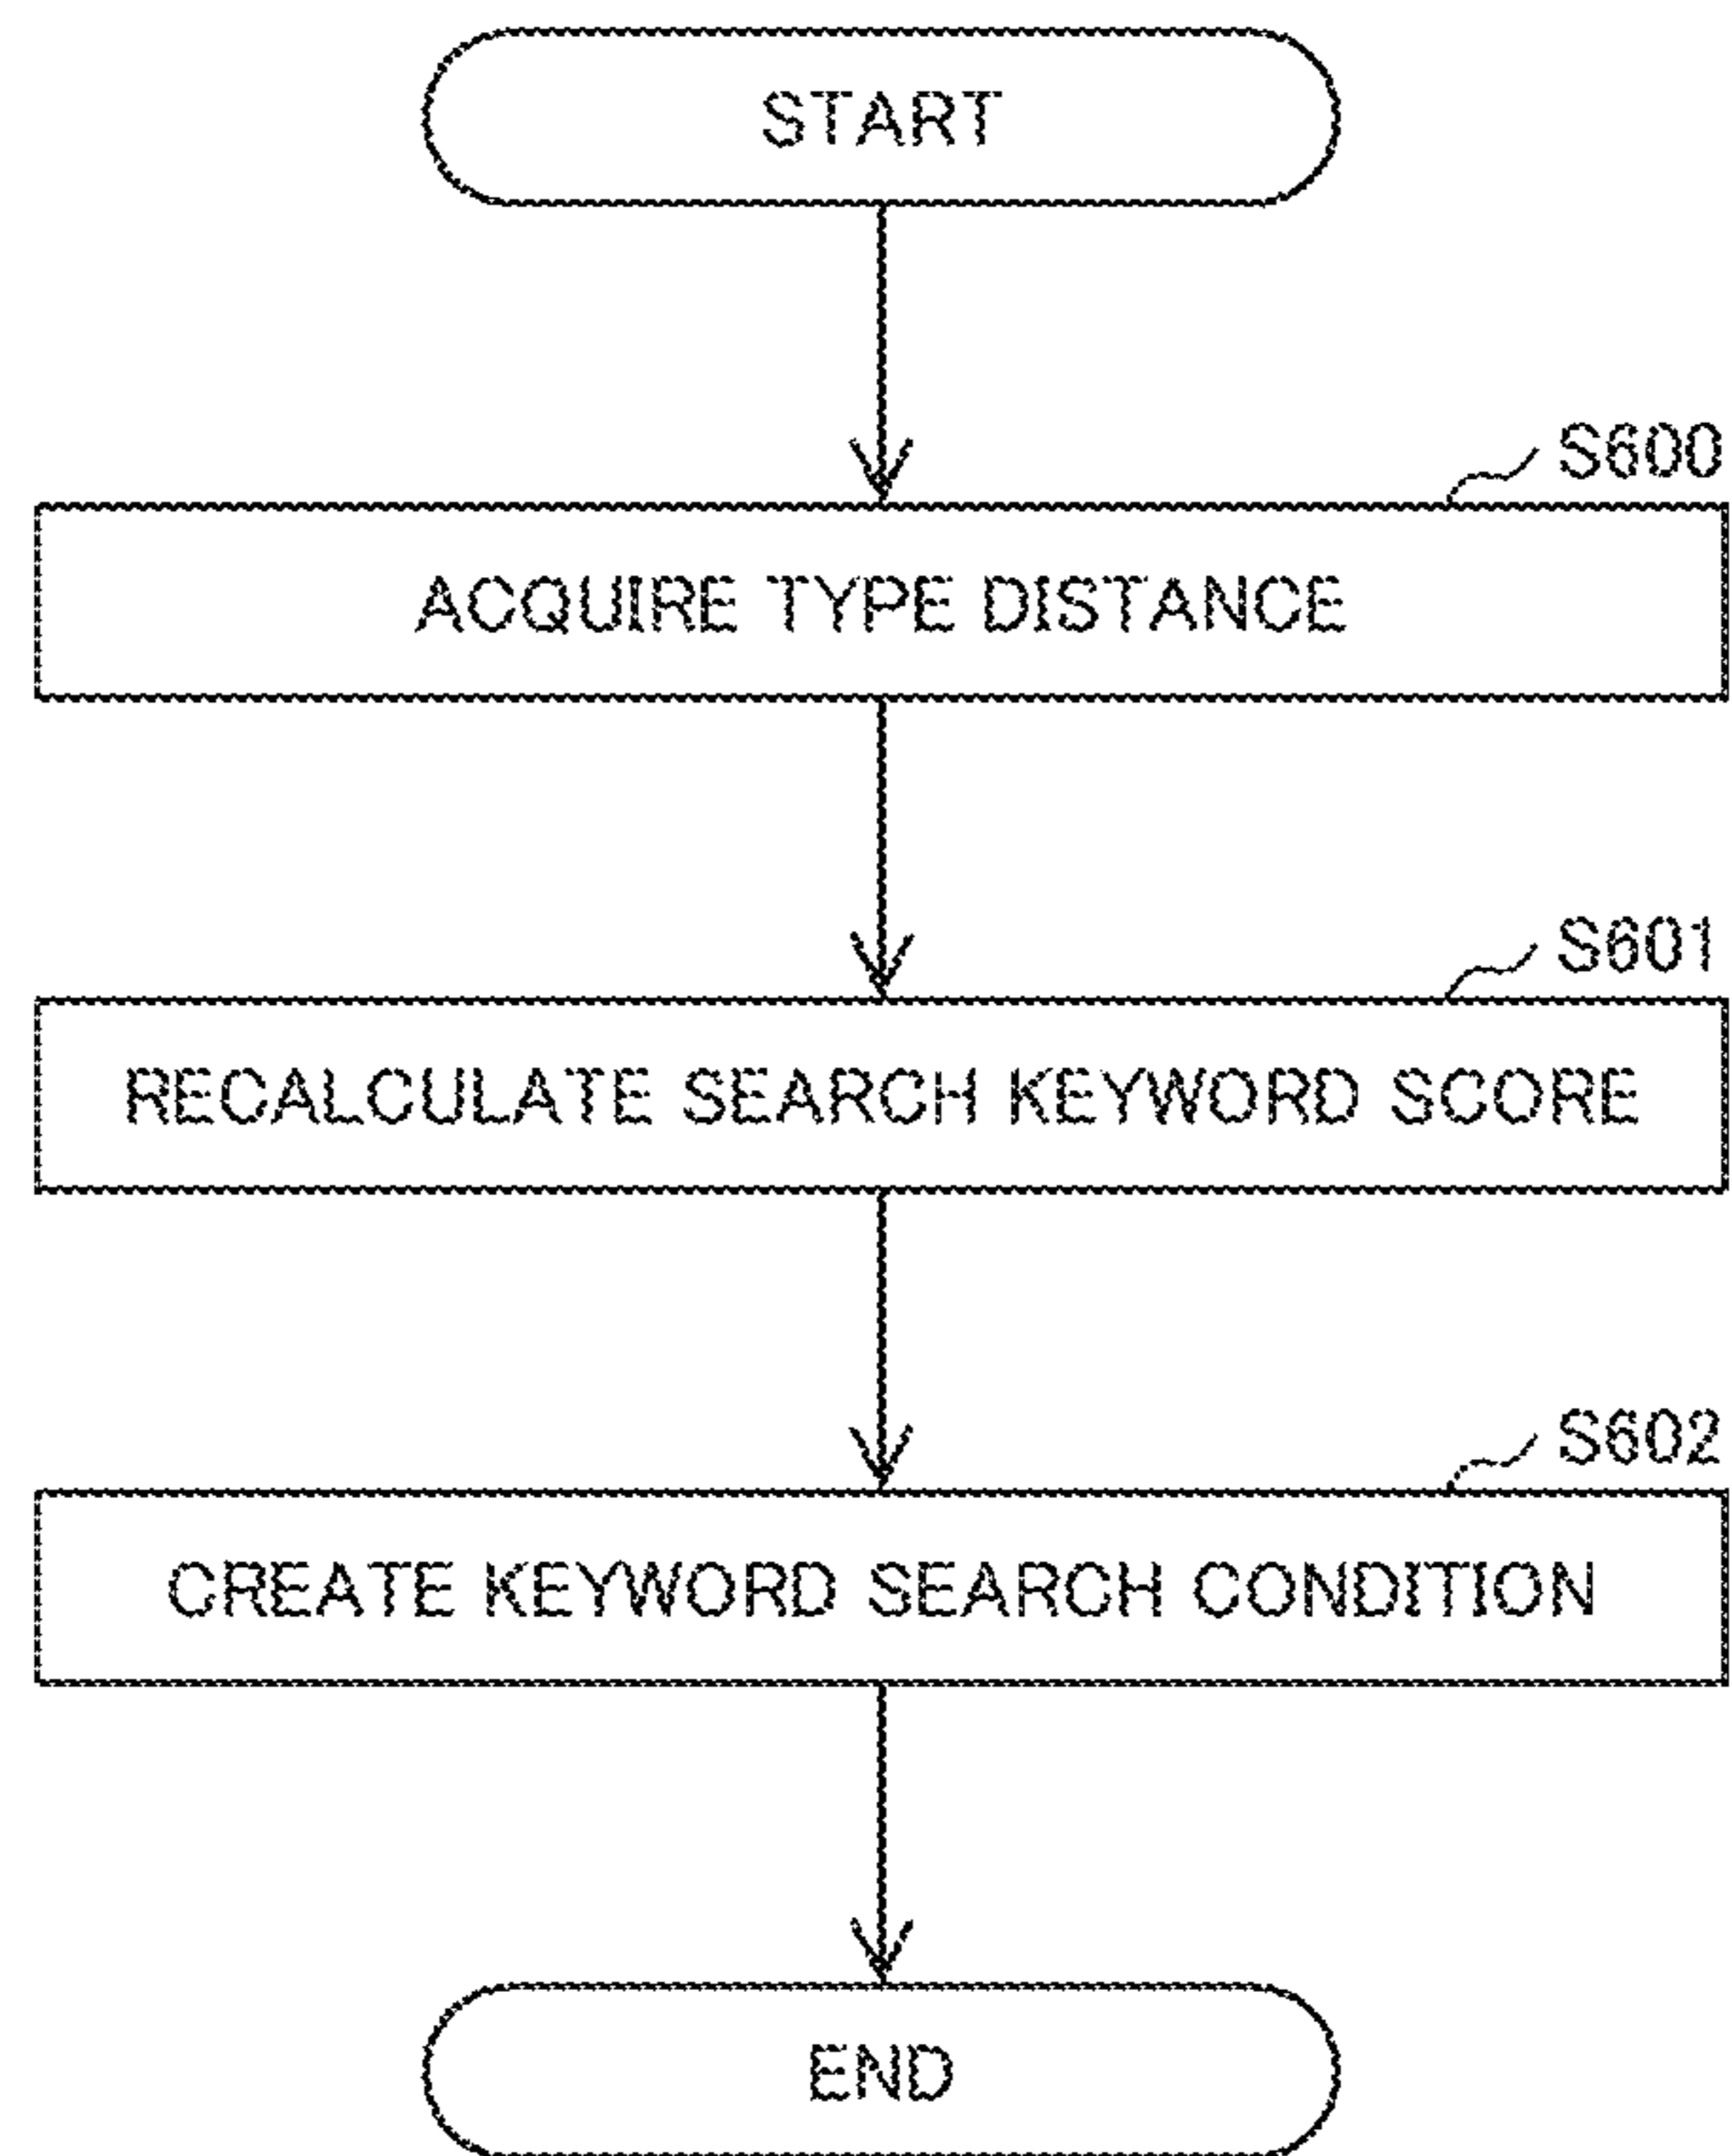 START
S600
ACQUIRE TYPE DISTANCE
S601
RECALCULATE SEARCH KEYWORD SCORE
S602
CREATE KEYWORD SEARCH CONDITION
END